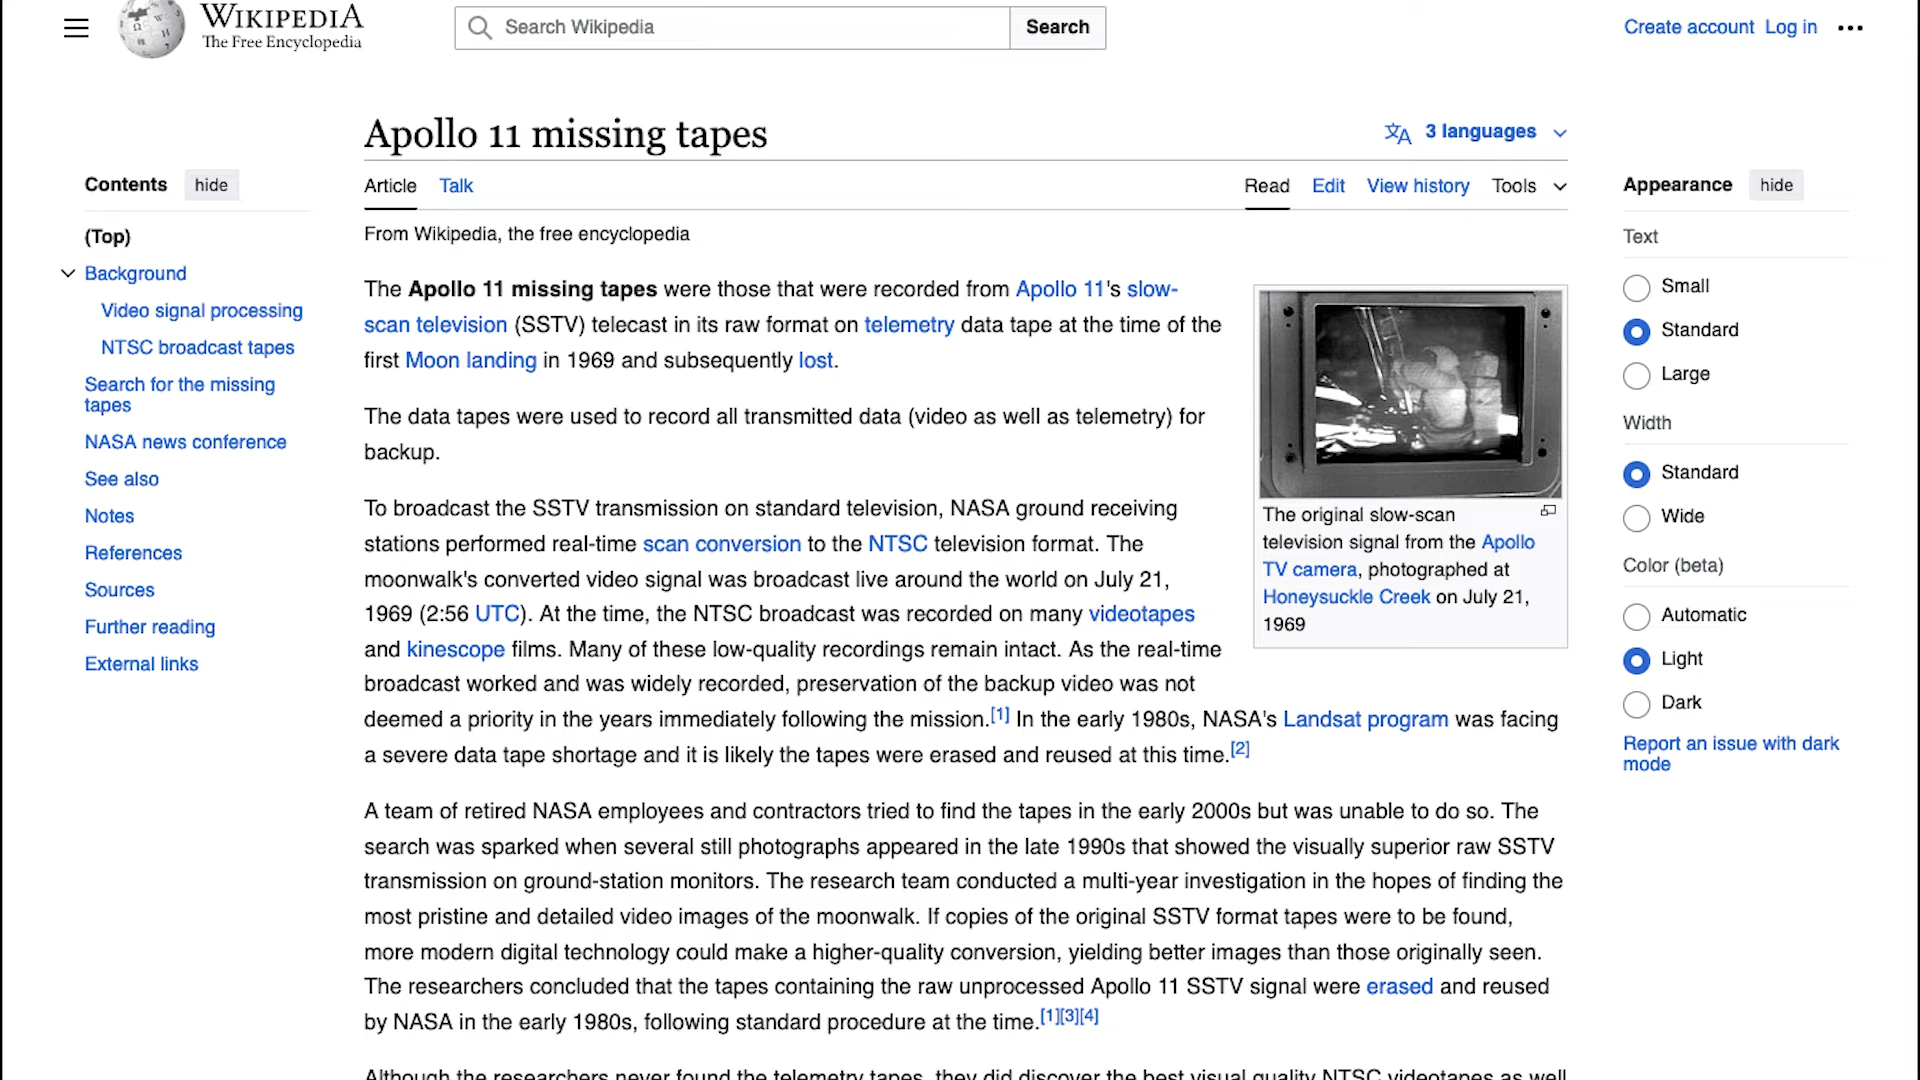 WIKIPEDIA
The Free Encyclopedia
Search Wikipedia
Search
Create account Log in
Apollo 11 missing tapes
3 languages
Contents hide
Article Talk
Read Edit View history Tools
Appearance hide
(Top)
Background
Video signal processing
NTSC broadcast tapes
Search for the missing
tapes
NASA news conference
See also
Notes
References
Sources
Further reading
External links
From Wikipedia, the free encyclopedia
The Apollo 11 missing tapes were those that were recorded from Apollo 11's slow-
scan television (SSTV) telecast in its raw format on telemetry data tape at the time of the
first Moon landing in 1969 and subsequently lost.
The data tapes were used to record all transmitted data (video as well as telemetry) for
backup.
To broadcast the SSTV transmission on standard television, NASA ground receiving
stations performed real-time scan conversion to the NTSC television format. The
moonwalk's converted video signal was broadcast live around the world on July 21,
1969 (2:56 UTC). At the time, the NTSC broadcast was recorded on many videotapes
and kinescope films. Many of these low-quality recordings remain intact. As the real-time
broadcast worked and was widely recorded, preservation of the backup video was not
deemed a priority in the years immediately following the mission.[1] In the early 1980s, NASA's Landsat program was facing
a severe data tape shortage and it is likely the tapes were erased and reused at this time.[2]
A team of retired NASA employees and contractors tried to find the tapes in the early 2000s but was unable to do so. The
search was sparked when several still photographs appeared in the late 1990s that showed the visually superior raw SSTV
transmission on ground-station monitors. The research team conducted a multi-year investigation in the hopes of finding the
most pristine and detailed video images of the moonwalk. If copies of the original SSTV format tapes were to be found,
more modern digital technology could make a higher-quality conversion, yielding better images than those originally seen.
The researchers concluded that the tapes containing the raw unprocessed Apollo 11 SSTV signal were erased and reused
by NASA in the early 1980s, following standard procedure at the time.[1][3][4]
Although the researchers never found the telemetry tapes, they did discover the best visual quality NTSC videotapes as well
The original slow-scan
television signal from the Apollo
TV camera, photographed at
Honeysuckle Creek on July 21,
1969
Text
Small
Standard
Large
Width
Standard
Wide
Color (beta)
Automatic
Light
Dark
Report an issue with dark
mode